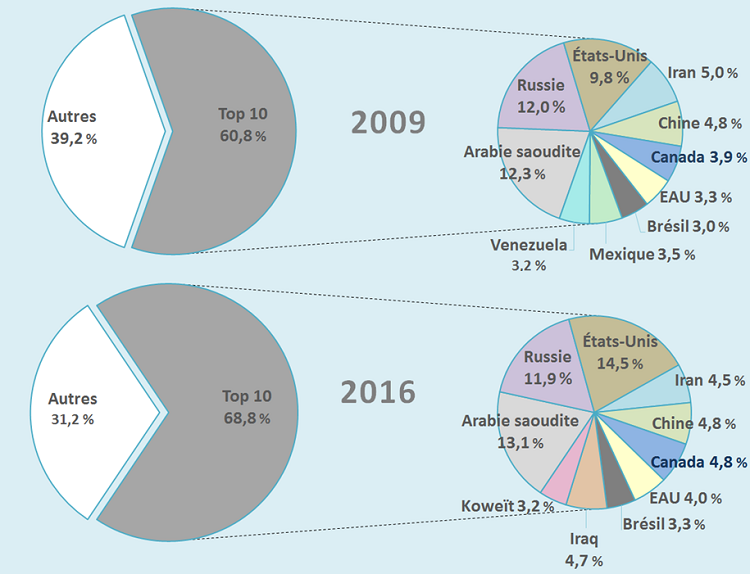 Autres
39,2 %
Top 10
60,8 %
2009
États-Unis
9,8 %
Iran 5,0 %
Chine 4,8 %
Canada 3,9 %
EAU 3,3 %
Brésil 3,0 %
Mexique 3,5 %
Venezuela
3,2 %
Arabie saoudite
12,3 %
Russie
12,0 %
Autres
31,2 %
Top 10
68,8 %
2016
États-Unis
14,5 %
Iran 4,5 %
Chine 4,8 %
Canada 4,8 %
EAU 4,0 %
Brésil 3,3 %
Iraq
4,7 %
Koweït 3,2 %
Arabie saoudite
13,1 %
Russie
11,9 %